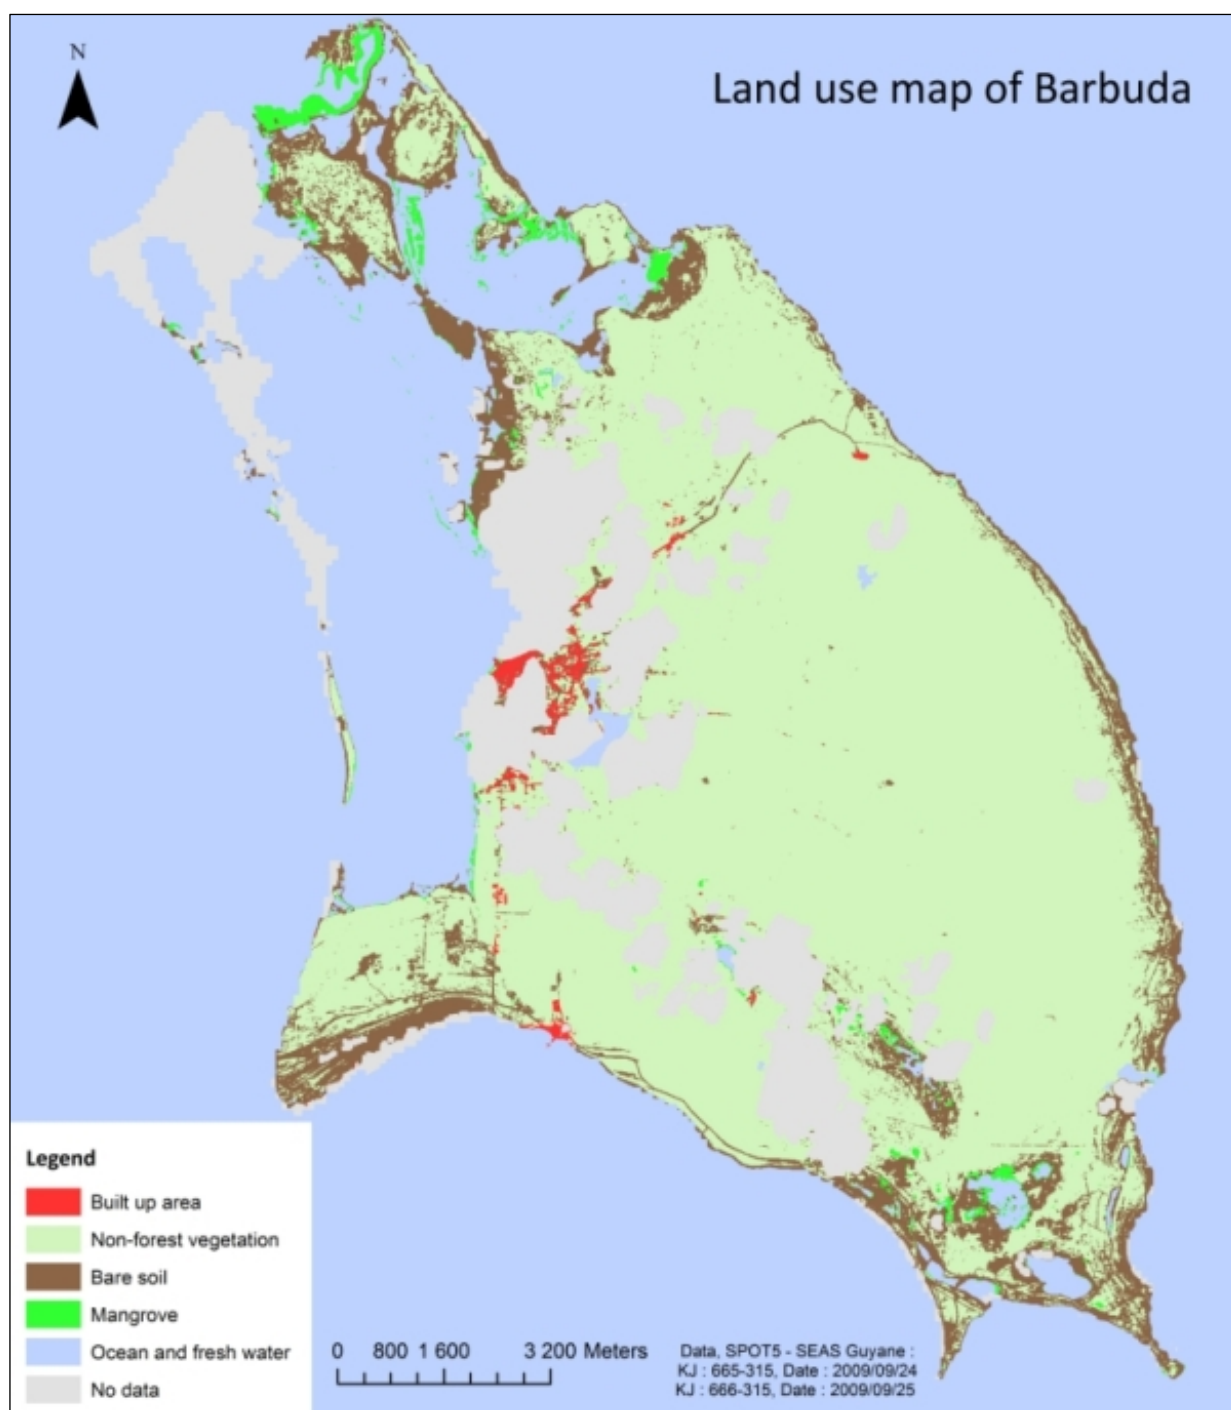 N
Land use map of Barbuda
Legend
Built up area
Non-forest vegetation
Bare soil
Mangrove
Ocean and fresh water
No data
0 800 1 600 3 200 Meters
Data, SPOT5 - SEAS Guyane :
KJ : 665-315, Date : 2009/09/24
KJ : 666-315, Date : 2009/09/25